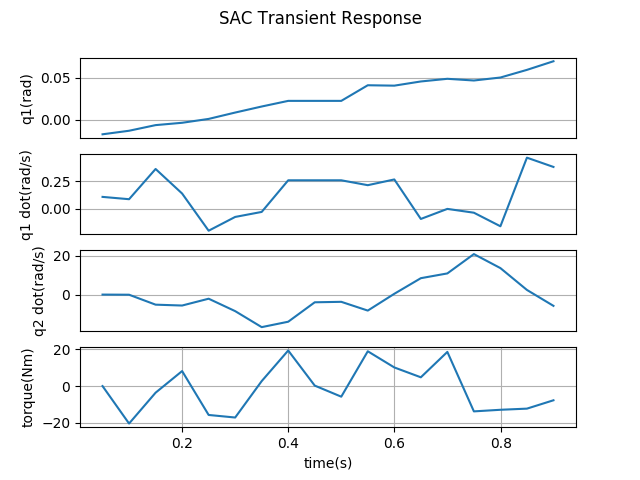 SAC Transient Response
0.05
0.00
q1(rad)
0.25
0.00
q1 dot(rad/s)
20
0
q2 dot(rad/s)
20
0
−20
torque(Nm)
0.2 0.4 0.6 0.8
time(s)